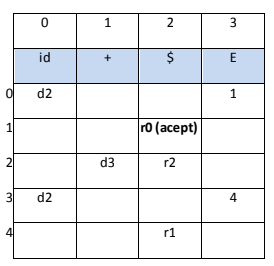 0 1 2 3
id + $ E
0 d2 1
1 r0 (acept)
2 d3 r2
3 d2 4
4 r1